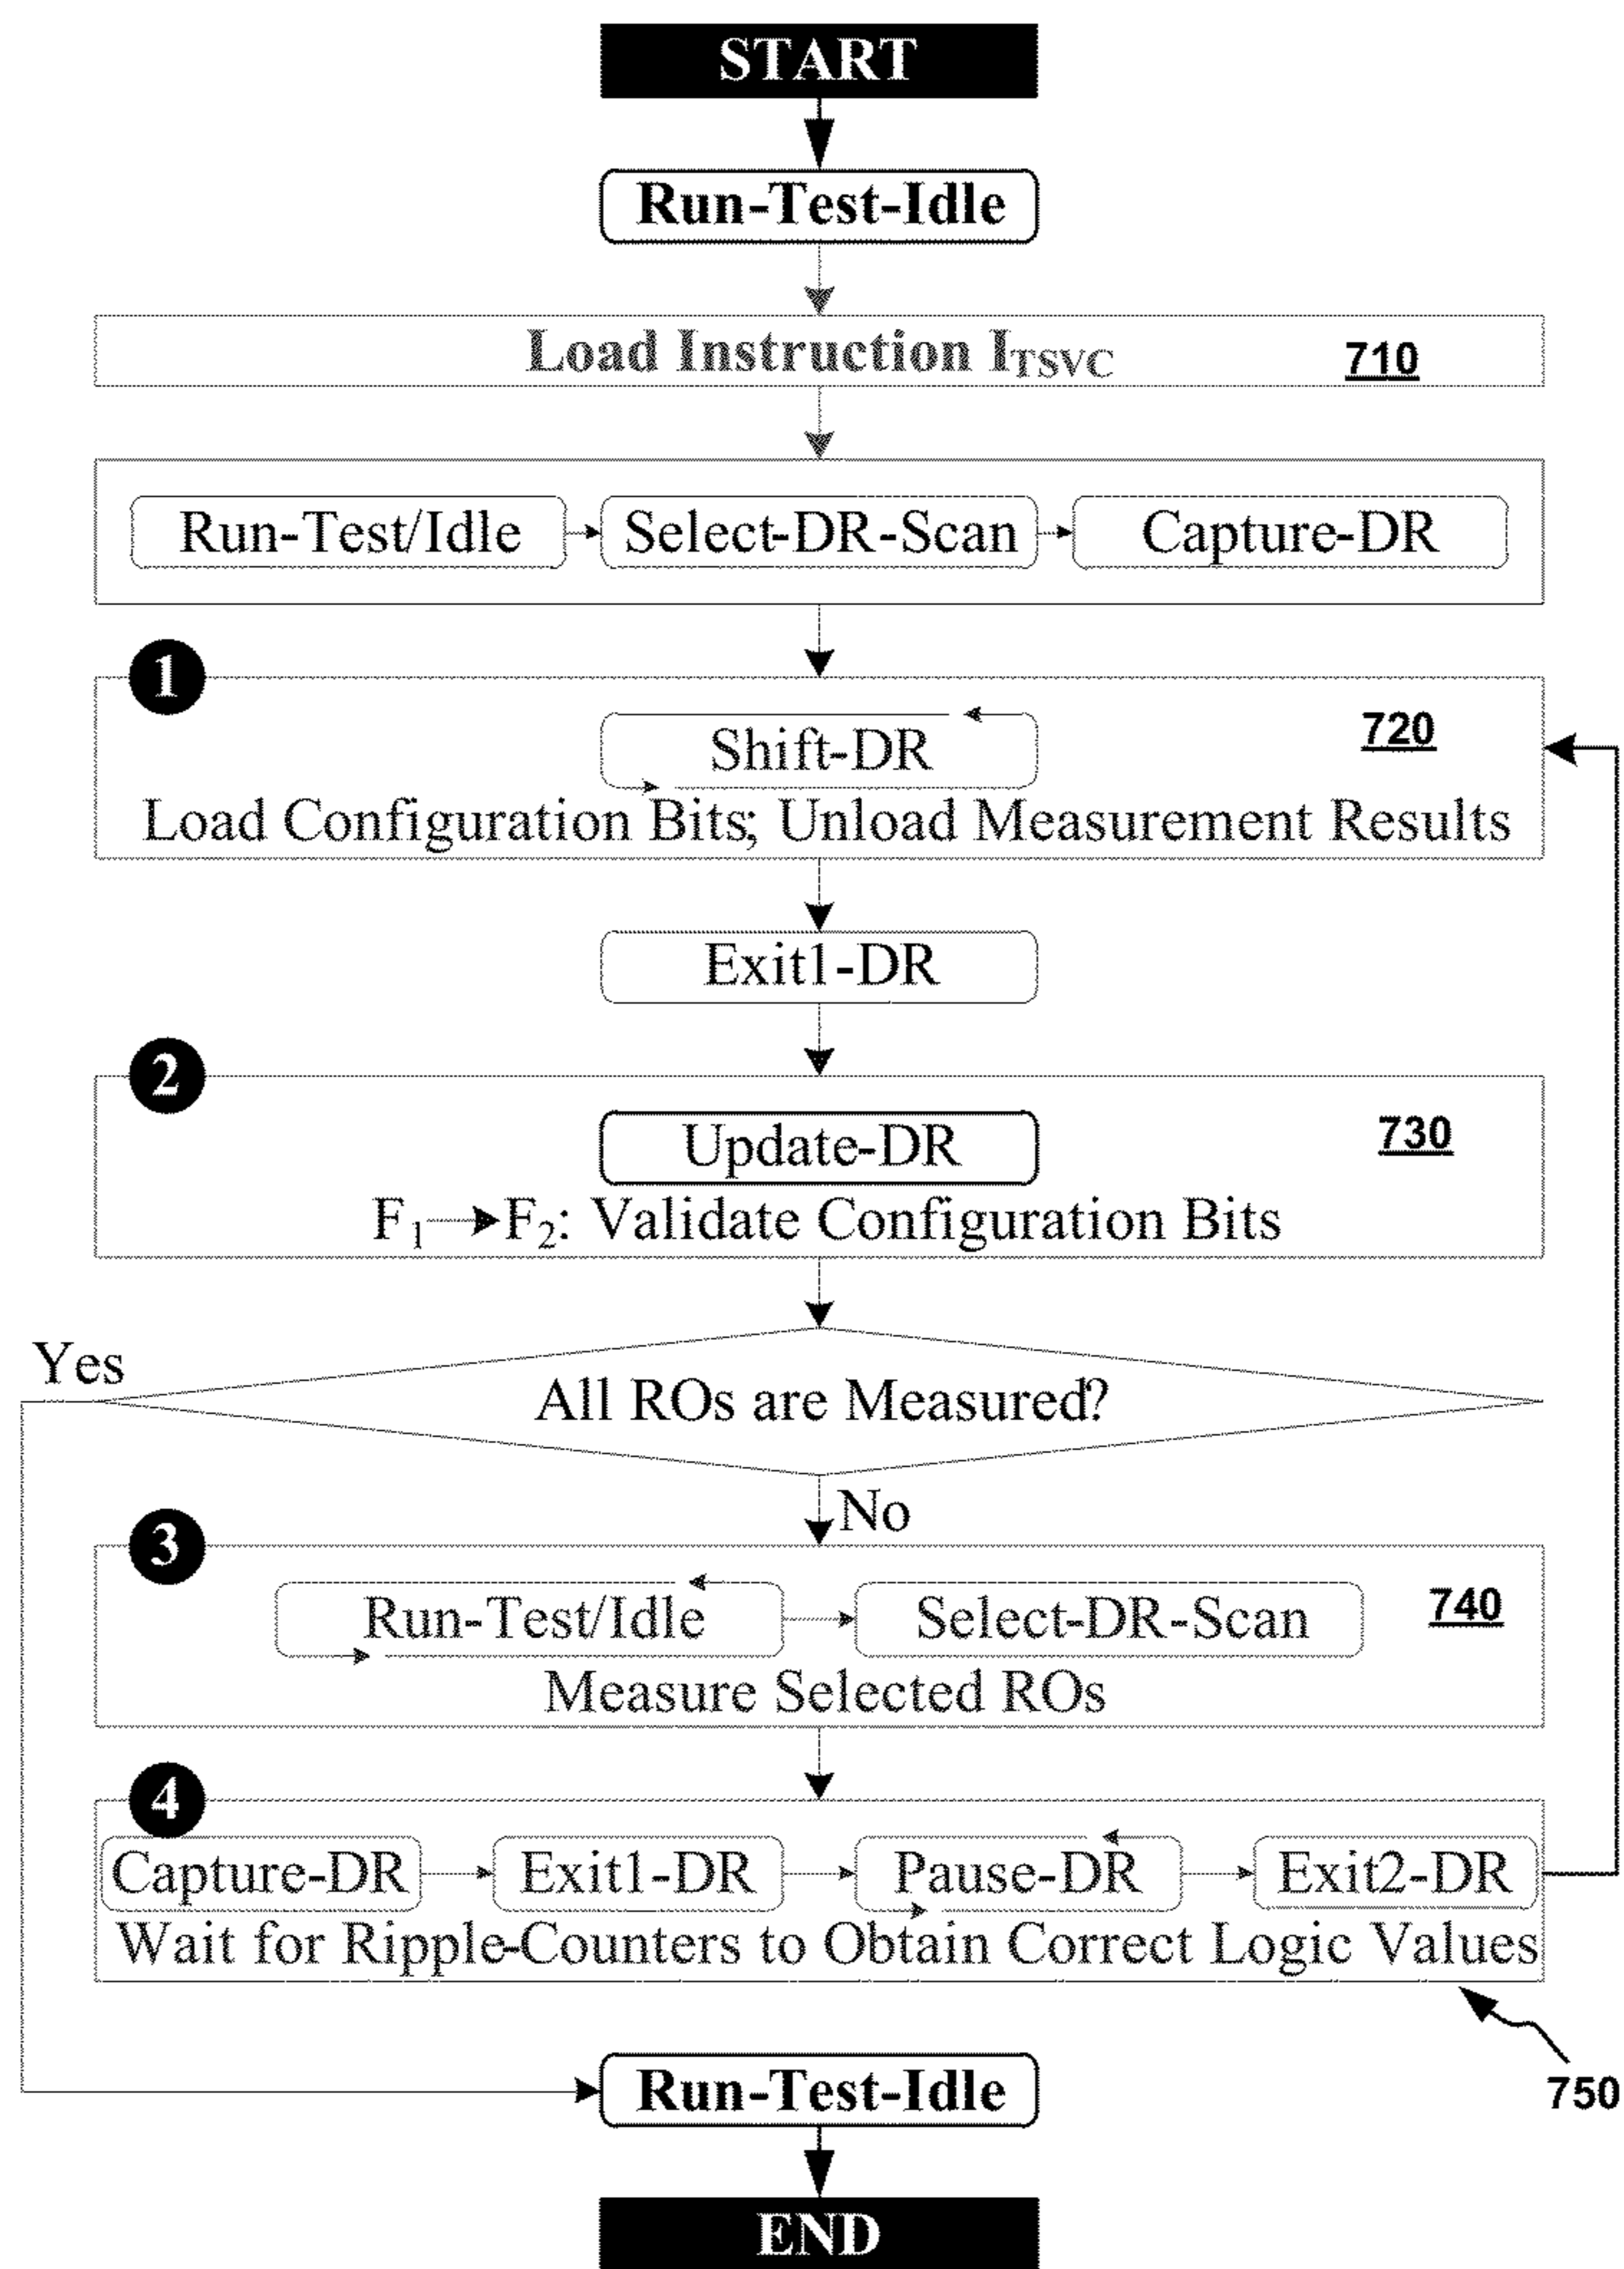 START
Run-Test-Idle
Load Instruction I_TSVC 710
Run-Test/Idle Select-DR-Scan Capture-DR
1
Shift-DR 720
Load Configuration Bits; Unload Measurement Results
Exit1-DR
2
Update-DR 730
F₁→F₂: Validate Configuration Bits
Yes
All ROs are Measured?
No
3
Run-Test/Idle Select-DR-Scan 740
Measure Selected ROs
4
Capture-DR Exit1-DR Pause-DR Exit2-DR
Wait for Ripple-Counters to Obtain Correct Logic Values
Run-Test-Idle
750
END